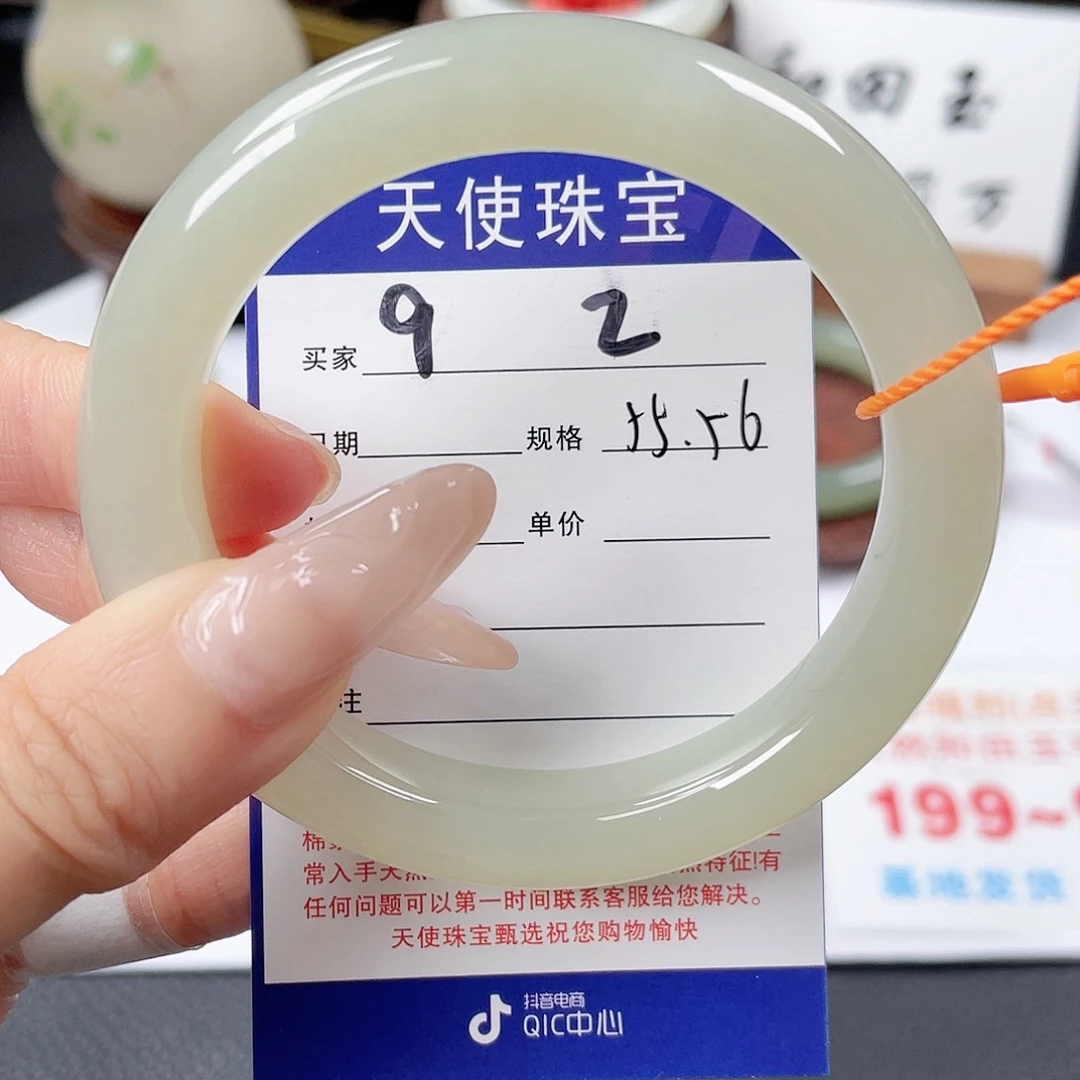 天使珠宝
买家 9 2
期 规格 55.56
单价
注
常入手天 特征!有
任何问题可以第一时间联系客服给您解决。
天使珠宝甄选祝您购物愉快
抖音电商
QIC中心
田玉
万
199~
基地发货